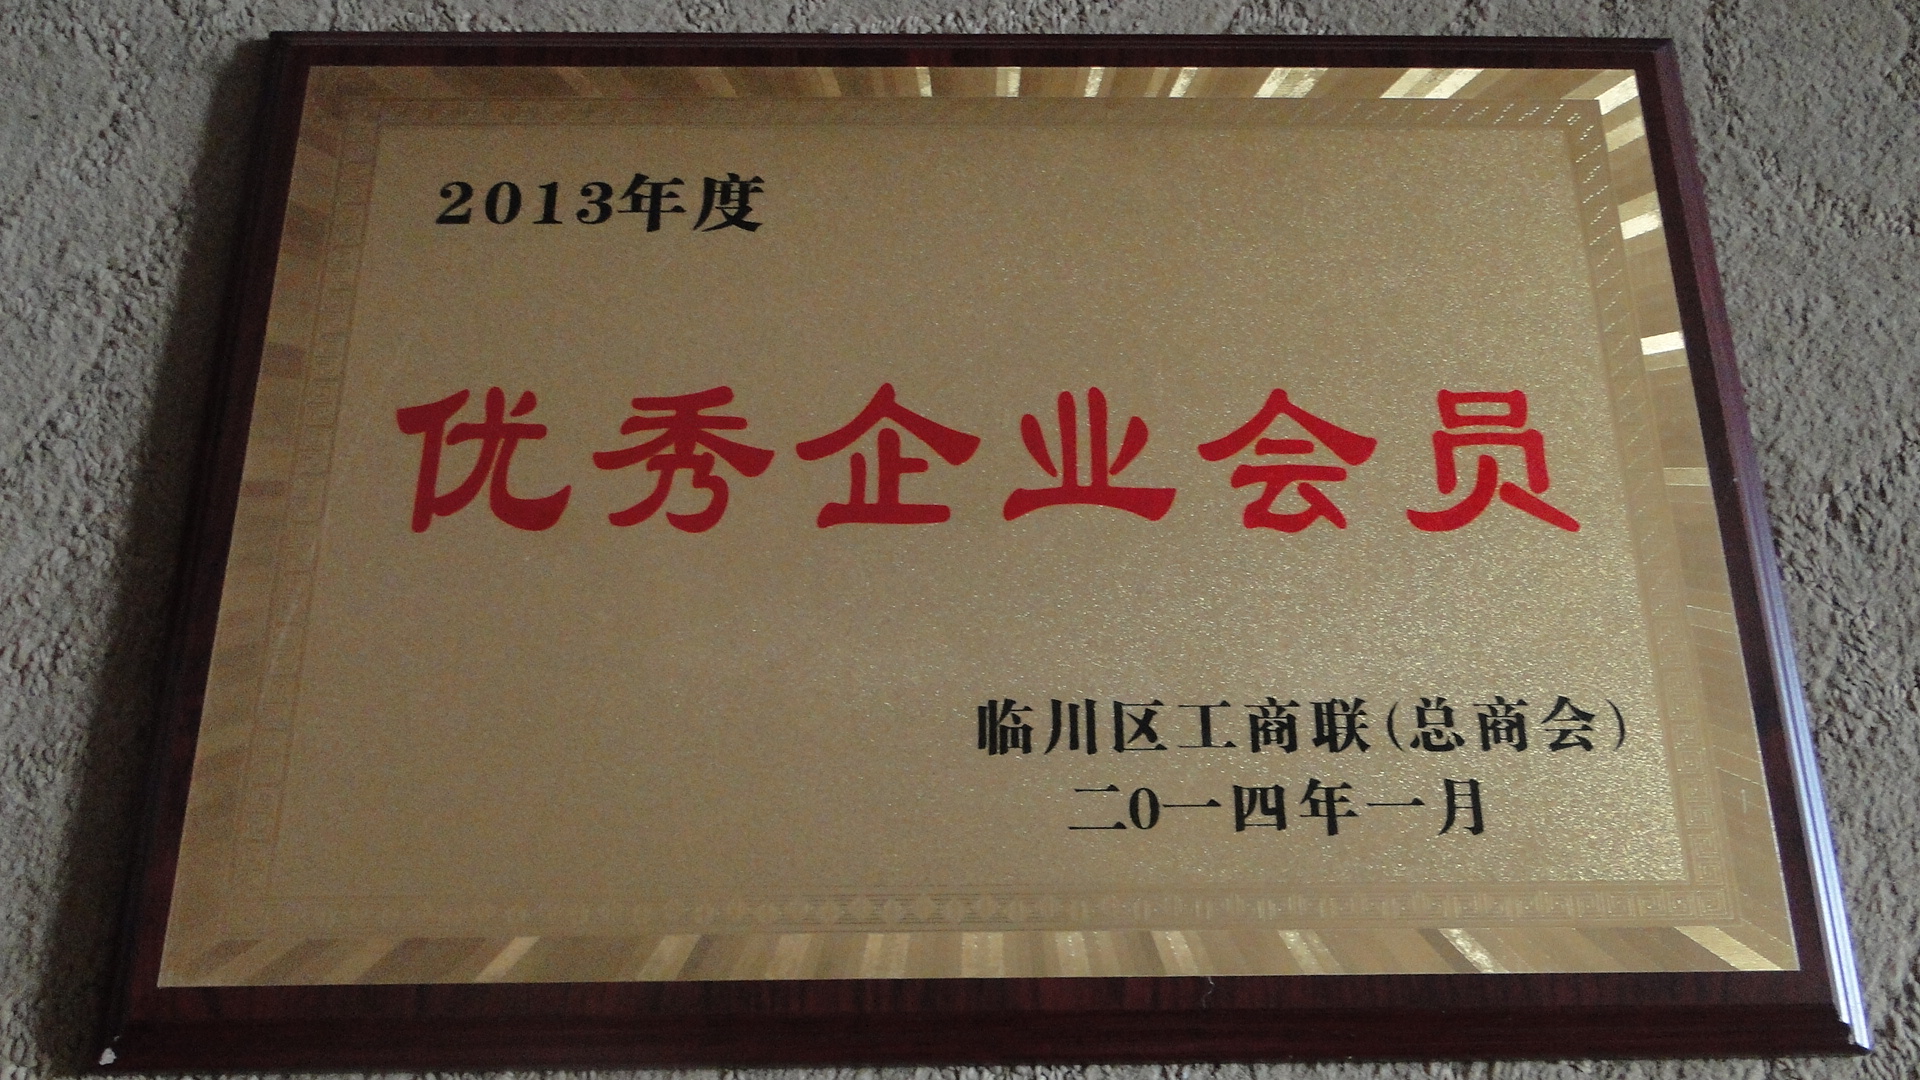 2013年度
优秀企业会员
临川区工商联(总商会)
二0一四年一月